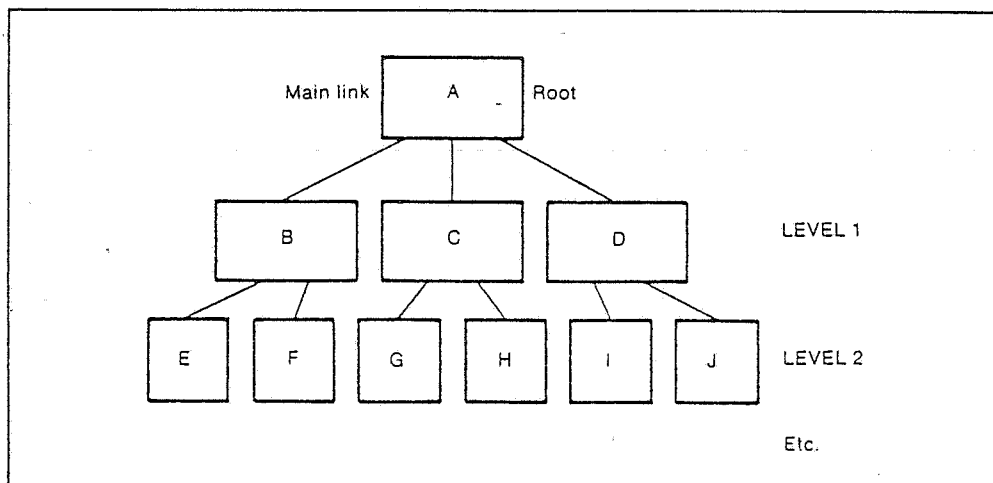 Main link A Root
B C D LEVEL 1
E F G H I J LEVEL 2
Etc.